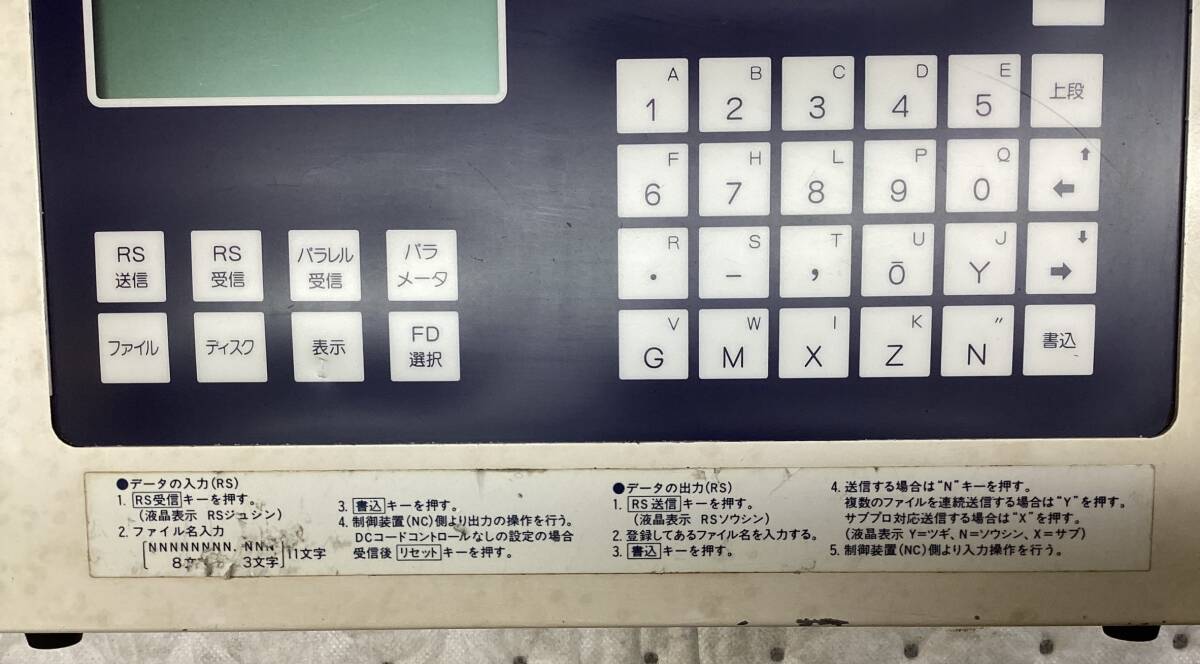 A B C D E
1 2 3 4 5 上段
F H L P Q ⬆
6 7 8 9 0 ⬅
R S T U J ⬇
. − , Ō Y ➡
V W I K 〃
G M X Z N 書込
RS送信
RS受信
パラレル受信
パラメータ
ファイル
ディスク
表示
FD選択
●データの入力(RS)
1. RS受信キーを押す。
(液晶表示 RSジュシン)
2. ファイル名入力
[NNNNNNNN. NNN]11文字
8文 3文字
3. 書込キーを押す。
4. 制御装置(NC)側より出力の操作を行う。
DCコードコントロールなしの設定の場合
受信後リセットキーを押す。
●データの出力(RS)
1. RS送信キーを押す。
(液晶表示 RSソウシン)
2. 登録してあるファイル名を入力する。
3. 書込キーを押す。
4. 送信する場合は"N"キーを押す。
複数のファイルを連続送信する場合は"Y"を押す。
サブプロ対応送信する場合は"X"を押す。
(液晶表示 Y=ツギ、N=ソウシン、X=サブ)
5. 制御装置(NC)側より入力操作を行う。